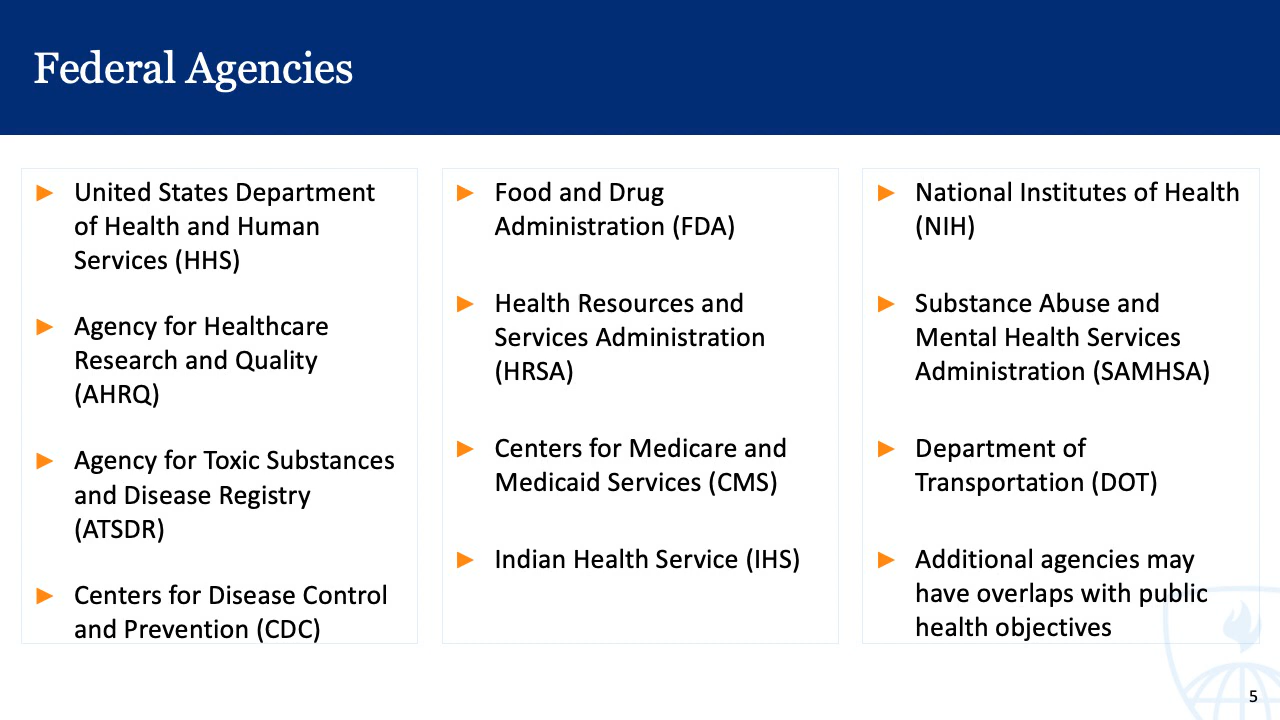 Federal Agencies
► United States Department
of Health and Human
Services (HHS)
► Agency for Healthcare
Research and Quality
(AHRQ)
► Agency for Toxic Substances
and Disease Registry
(ATSDR)
► Centers for Disease Control
and Prevention (CDC)
► Food and Drug
Administration (FDA)
► Health Resources and
Services Administration
(HRSA)
► Centers for Medicare and
Medicaid Services (CMS)
► Indian Health Service (IHS)
► National Institutes of Health
(NIH)
► Substance Abuse and
Mental Health Services
Administration (SAMHSA)
► Department of
Transportation (DOT)
► Additional agencies may
have overlaps with public
health objectives
5